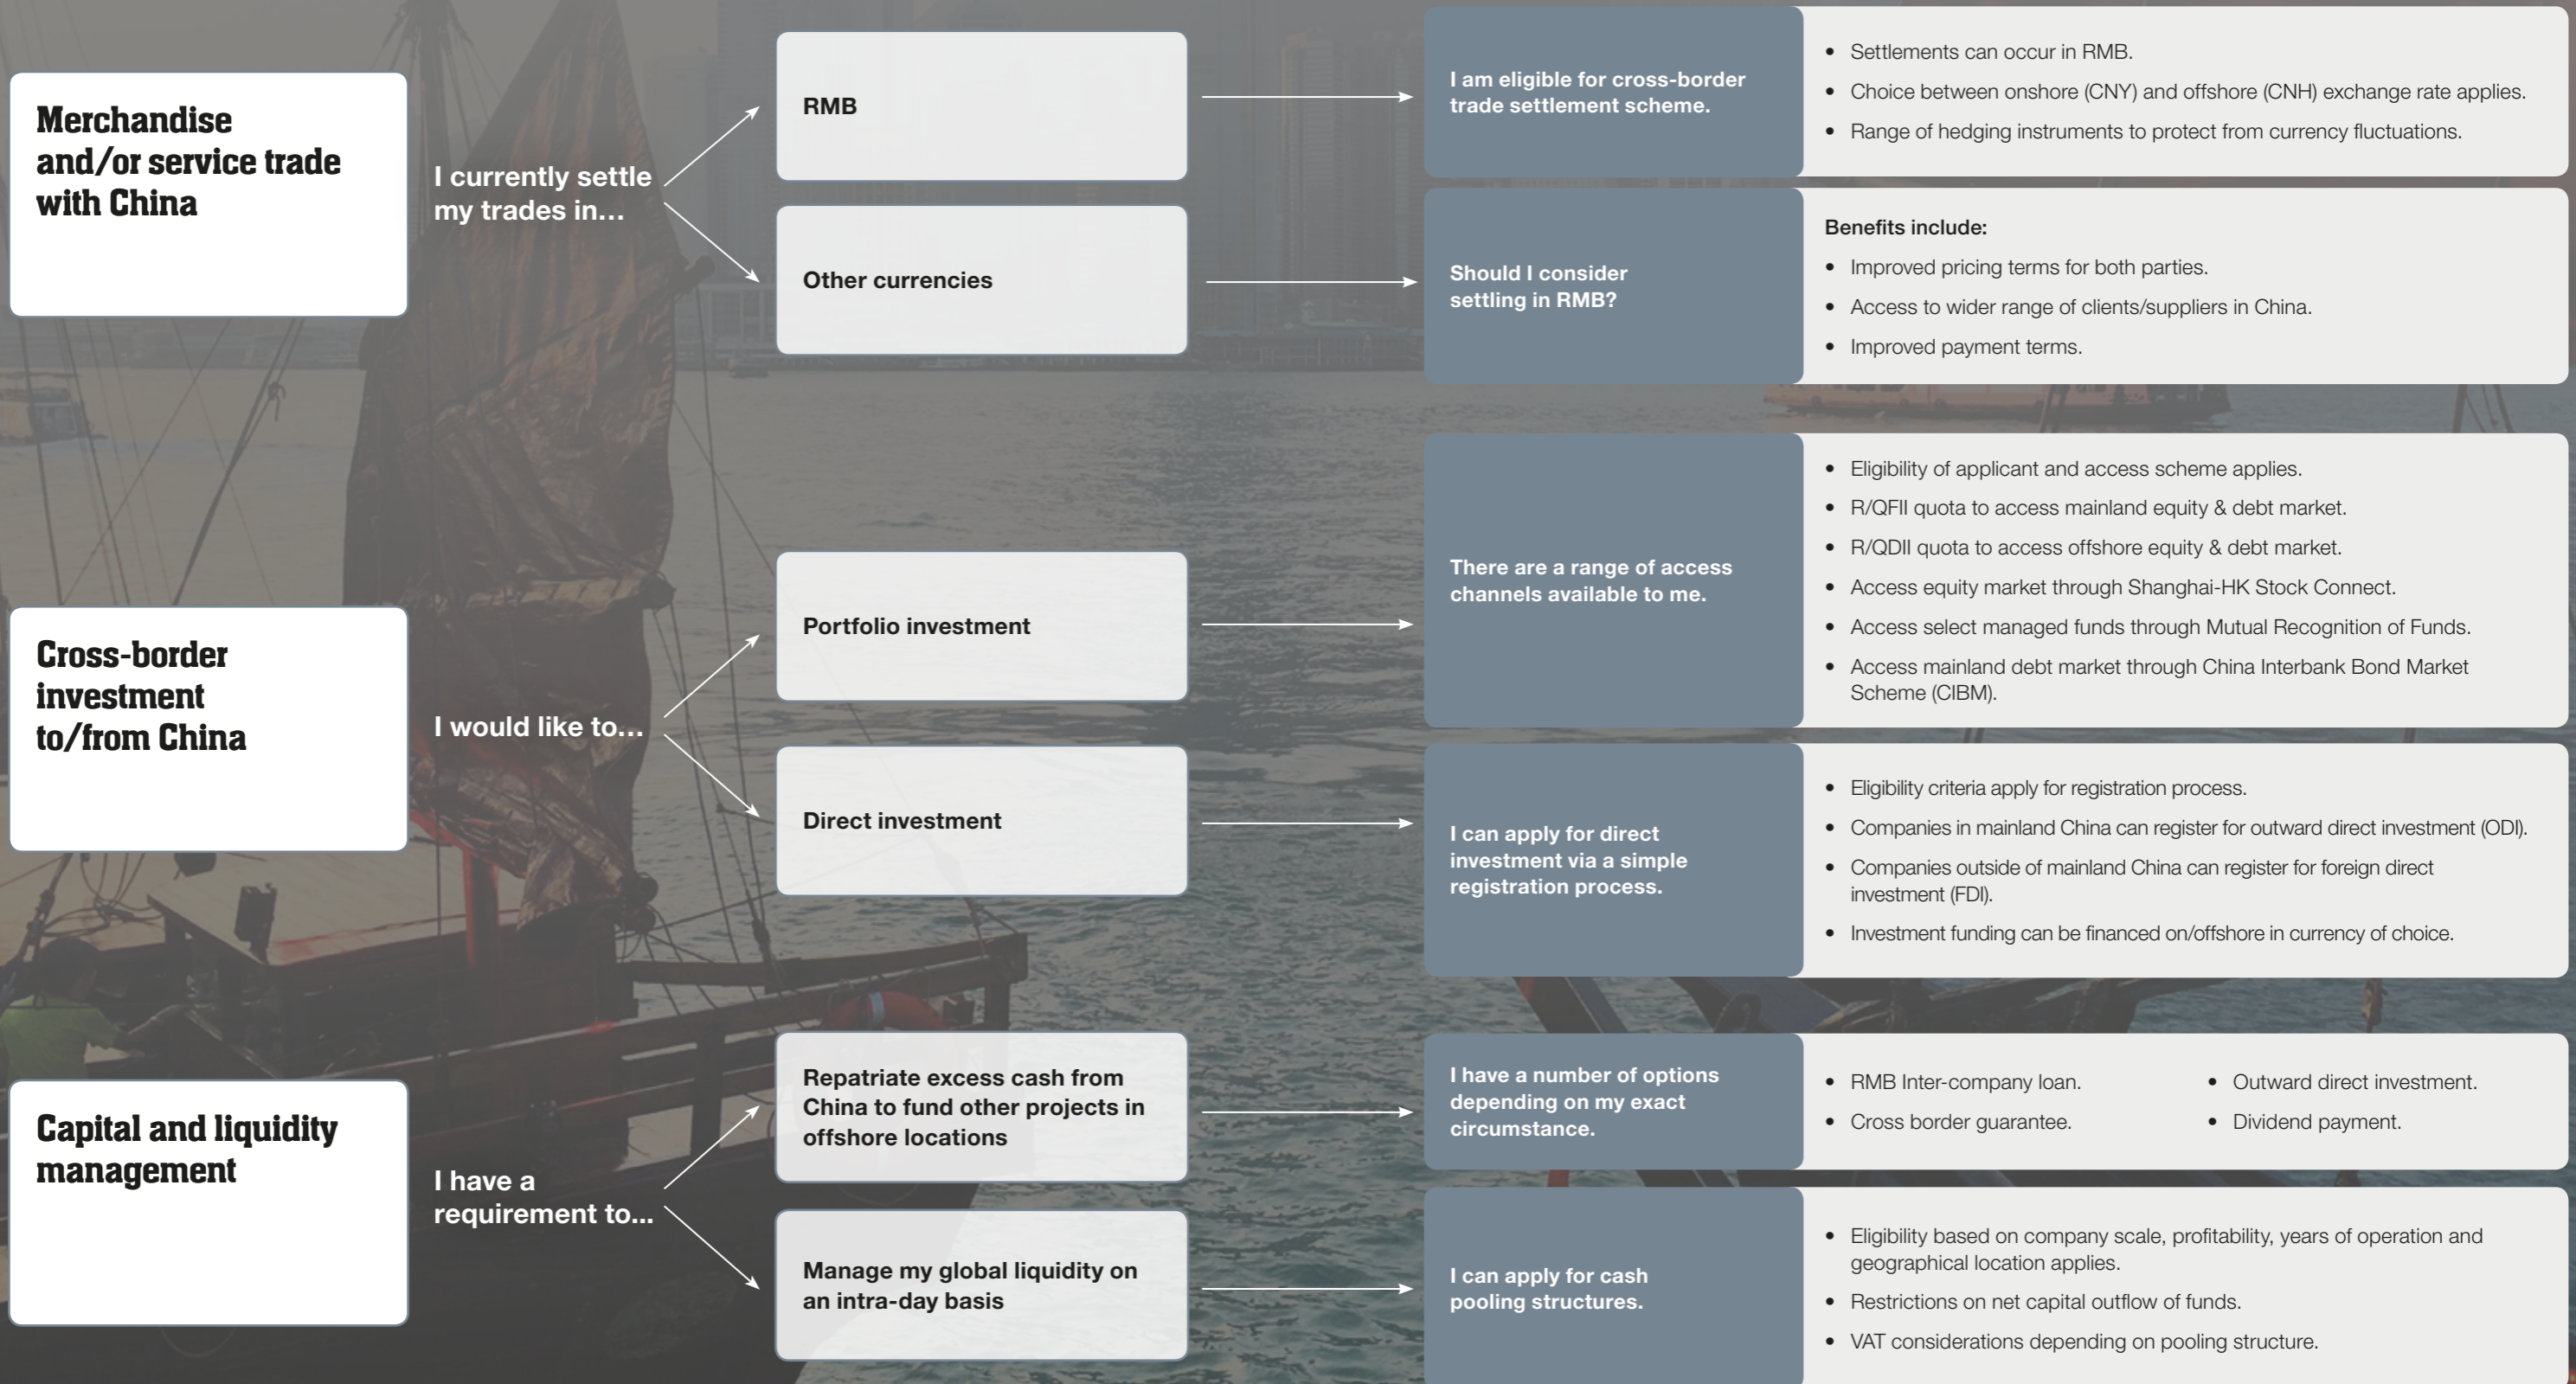 Merchandise
and/or service trade
with China
I currently settle
my trades in…
RMB
I am eligible for cross-border
trade settlement scheme.
• Settlements can occur in RMB.
• Choice between onshore (CNY) and offshore (CNH) exchange rate applies.
• Range of hedging instruments to protect from currency fluctuations.
Other currencies
Should I consider
settling in RMB?
Benefits include:
• Improved pricing terms for both parties.
• Access to wider range of clients/suppliers in China.
• Improved payment terms.
Cross-border
investment
to/from China
I would like to…
Portfolio investment
There are a range of access
channels available to me.
• Eligibility of applicant and access scheme applies.
• R/QFII quota to access mainland equity & debt market.
• R/QDII quota to access offshore equity & debt market.
• Access equity market through Shanghai-HK Stock Connect.
• Access select managed funds through Mutual Recognition of Funds.
• Access mainland debt market through China Interbank Bond Market
Scheme (CIBM).
Direct investment
I can apply for direct
investment via a simple
registration process.
• Eligibility criteria apply for registration process.
• Companies in mainland China can register for outward direct investment (ODI).
• Companies outside of mainland China can register for foreign direct
investment (FDI).
• Investment funding can be financed on/offshore in currency of choice.
Capital and liquidity
management
I have a
requirement to...
Repatriate excess cash from
China to fund other projects in
offshore locations
I have a number of options
depending on my exact
circumstance.
• RMB Inter-company loan.
• Cross border guarantee.
• Outward direct investment.
• Dividend payment.
Manage my global liquidity on
an intra-day basis
I can apply for cash
pooling structures.
• Eligibility based on company scale, profitability, years of operation and
geographical location applies.
• Restrictions on net capital outflow of funds.
• VAT considerations depending on pooling structure.